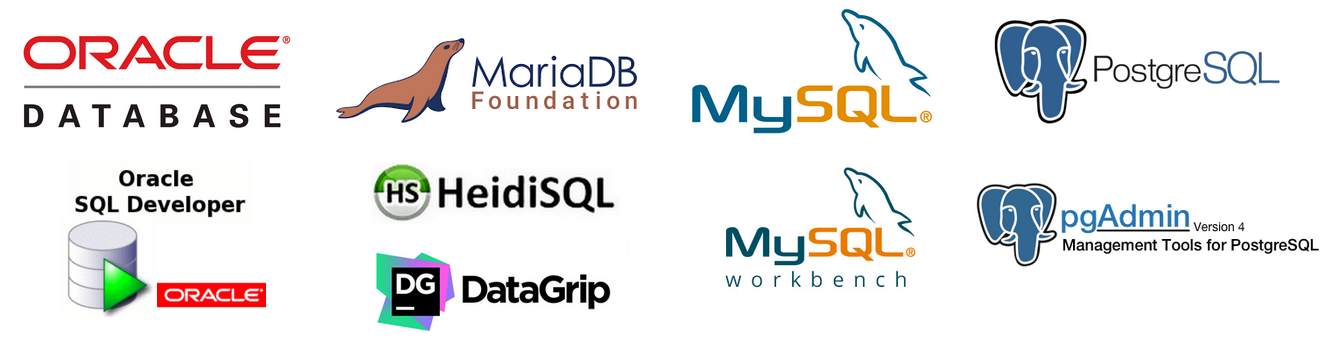 ORACLE®
DATABASE
MariaDB
Foundation
MySQL®
PostgreSQL
Oracle
SQL Developer
ORACLE®
HS HeidiSQL
DG DataGrip
MySQL®
workbench
pgAdmin Version 4
Management Tools for PostgreSQL